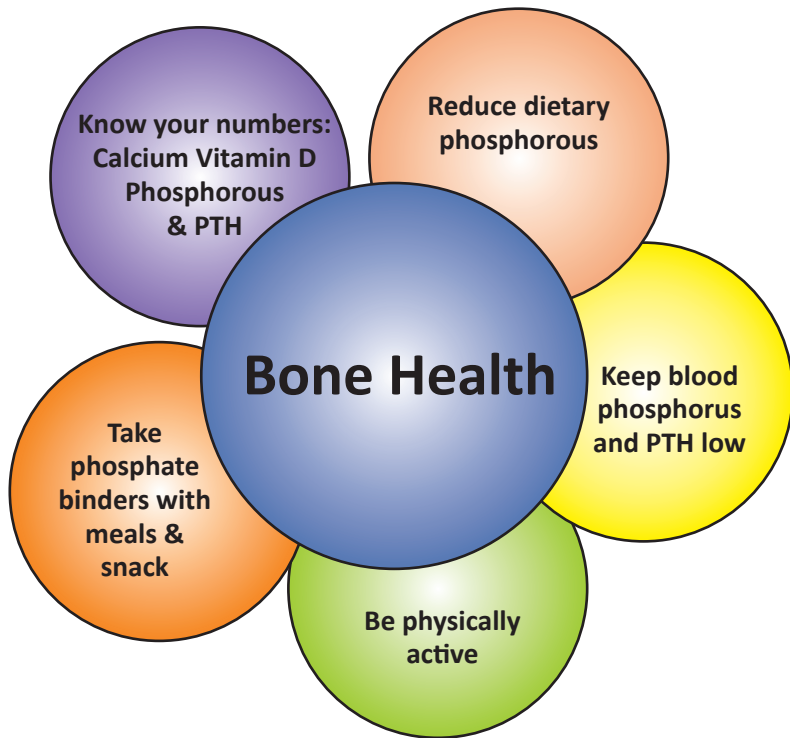 Know your numbers:
Calcium Vitamin D
Phosphorous
& PTH
Reduce dietary
phosphorous
Bone Health
Keep blood
phosphorus
and PTH low
Take
phosphate
binders with
meals &
snack
Be physically
active